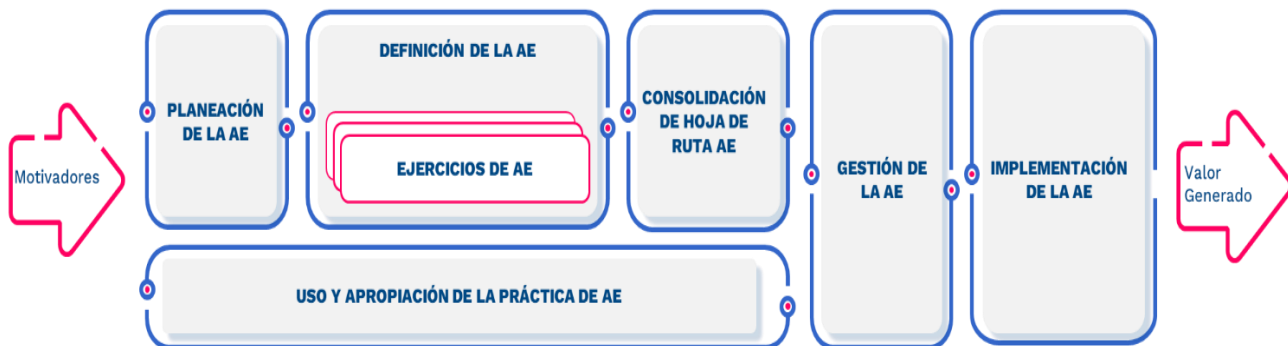 Motivadores
PLANEACIÓN
DE LA AE
DEFINICIÓN DE LA AE
EJERCICIOS DE AE
CONSOLIDACIÓN
DE HOJA DE
RUTA AE
USO Y APROPIACIÓN DE LA PRÁCTICA DE AE
GESTIÓN DE
LA AE
IMPLEMENTACIÓN
DE LA AE
Valor
Generado